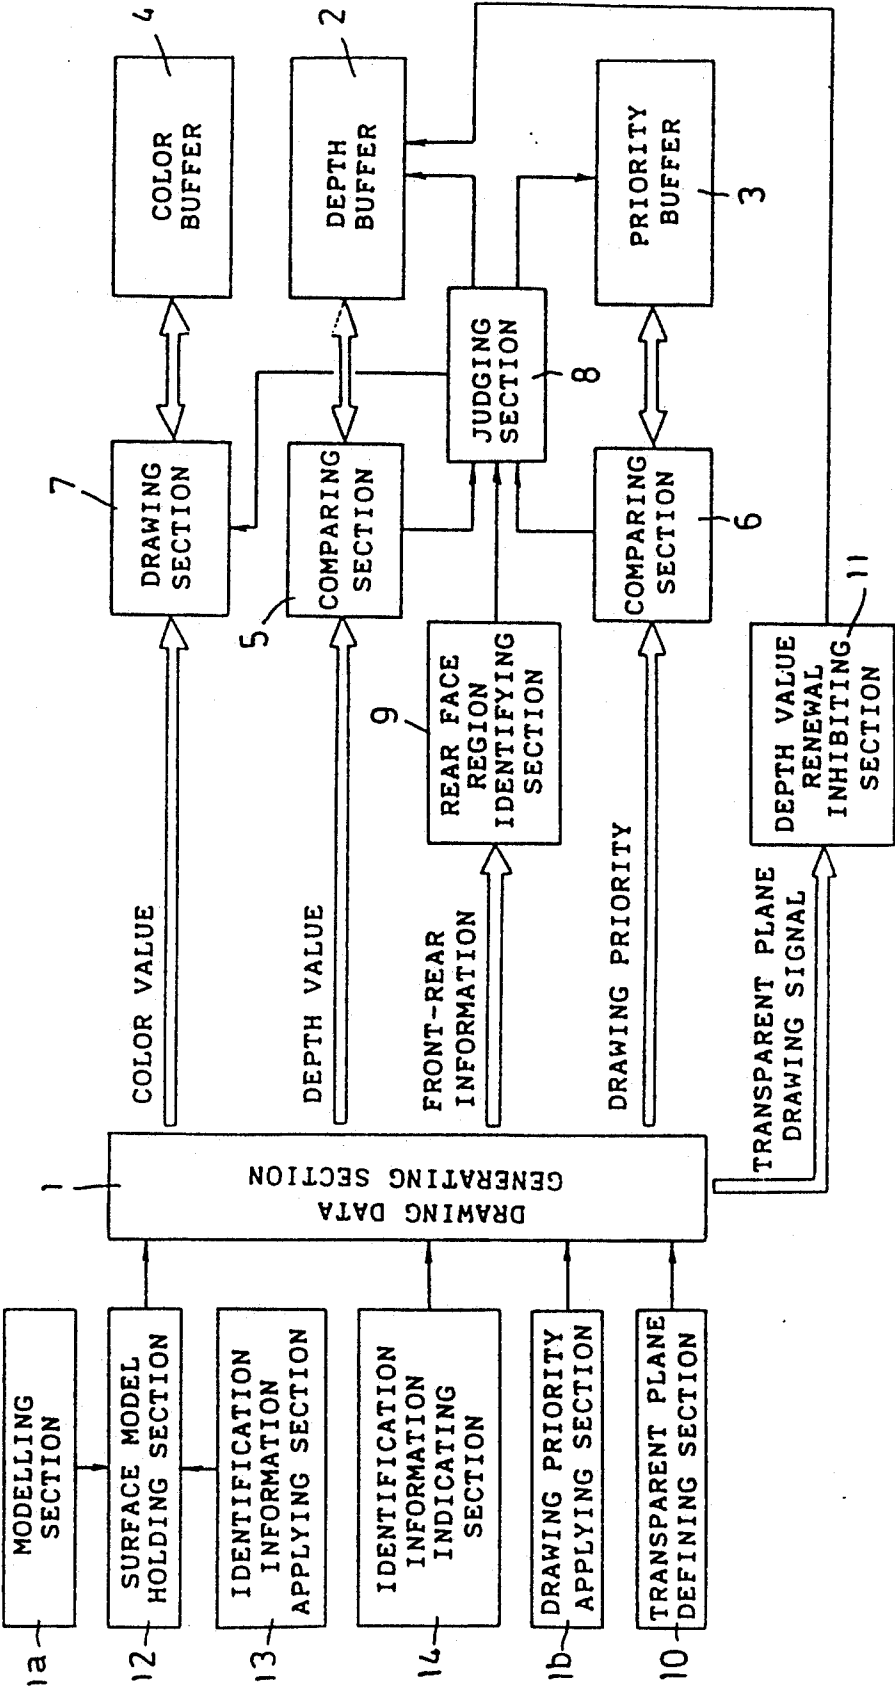 1a
MODELLING
SECTION
12
SURFACE MODEL
HOLDING SECTION
13
IDENTIFICATION
INFORMATION
APPLYING SECTION
14
IDENTIFICATION
INFORMATION
INDICATING
SECTION
1b
DRAWING PRIORITY
APPLYING SECTION
10
TRANSPARENT PLANE
DEFINING SECTION
1
DRAWING DATA
GENERATING SECTION
COLOR VALUE
DEPTH VALUE
FRONT-REAR
INFORMATION
DRAWING PRIORITY
TRANSPARENT PLANE
DRAWING SIGNAL
7
DRAWING
SECTION
5
COMPARING
SECTION
9
REAR FACE
REGION
IDENTIFYING
SECTION
COMPARING
SECTION
6
DEPTH VALUE
RENEWAL
INHIBITING
SECTION
11
JUDGING
SECTION
8
4
COLOR
BUFFER
2
DEPTH
BUFFER
PRIORITY
BUFFER
3